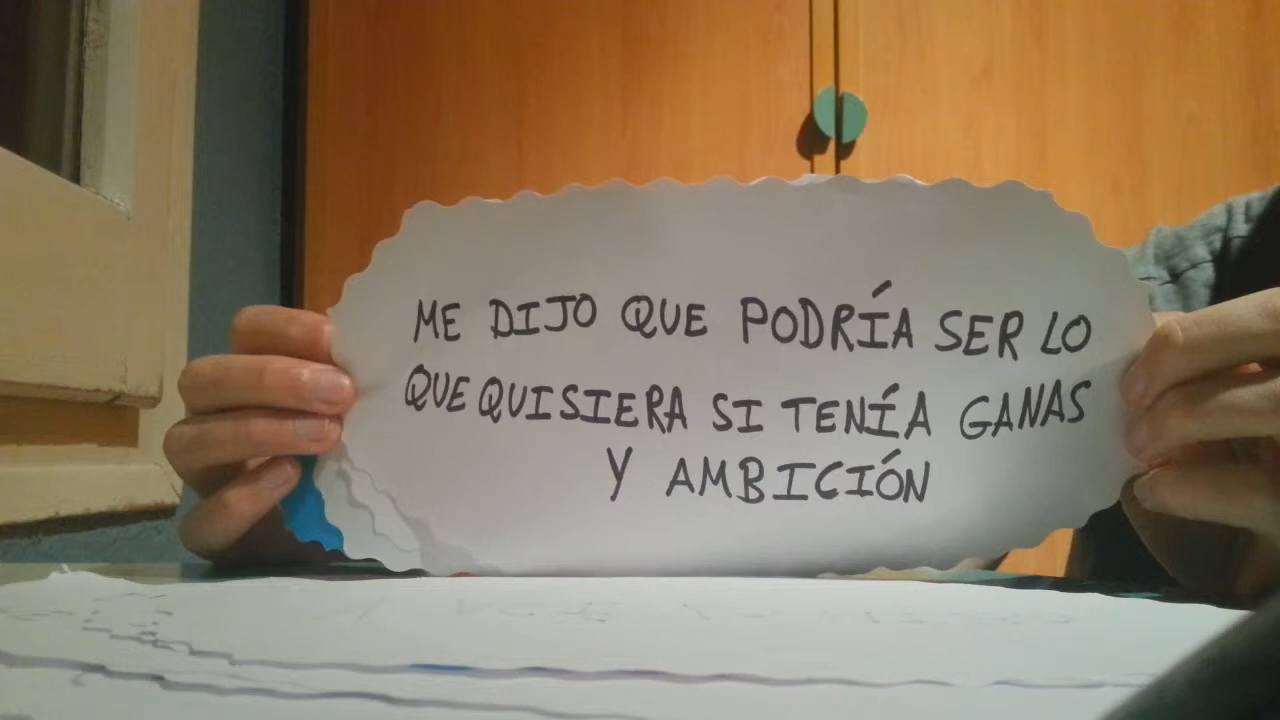 ME DIJO QUE PODRÍA SER LO
QUE QUISIERA SI TENÍA GANAS
Y AMBICIÓN